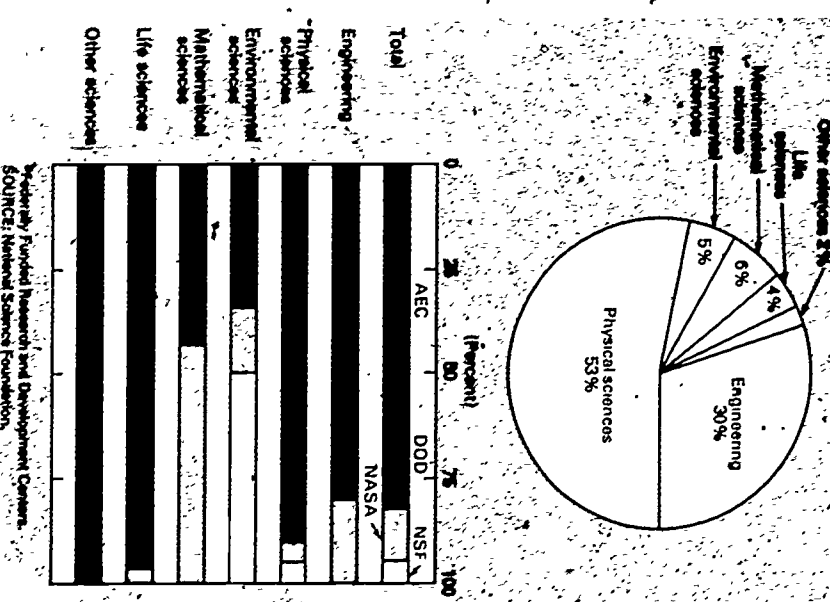 Other sciences 2%
Life
sciences
Mathematical
sciences
Environmental
sciences
5%
6%
4%
Engineering
30%
Physical sciences
53%
(Percent)
0
25
50
75
100
AEC
DOD
NASA
NSF
Total
Engineering
Physical
sciences
Environmental
sciences
Mathematical
sciences
Life sciences
Other sciences
Federally Funded Research and Development Centers.
SOURCE: National Science Foundation.